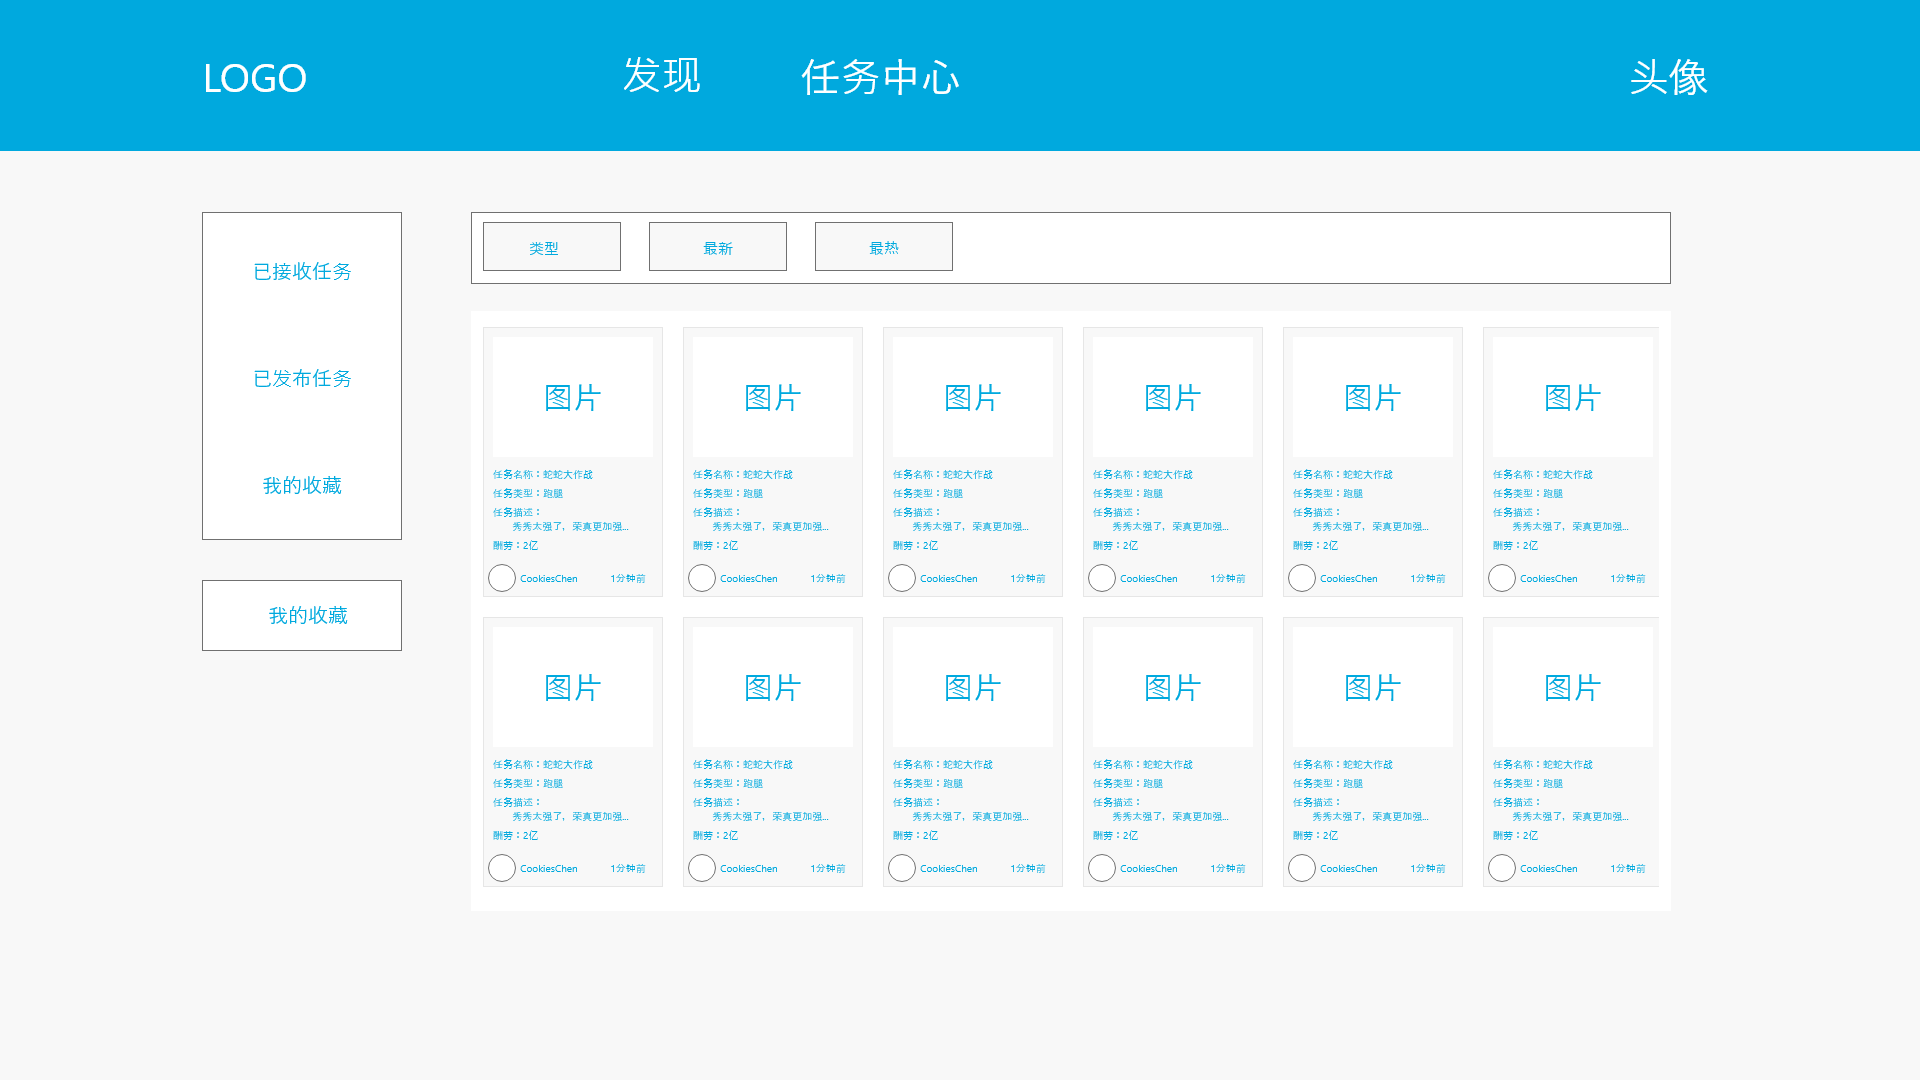 LOGO 发现 任务中心 头像
已接收任务
已发布任务
我的收藏
我的收藏
类型 最新 最热
图片 图片 图片 图片 图片 图片
任务名称：蛇蛇大作战 任务名称：蛇蛇大作战 任务名称：蛇蛇大作战 任务名称：蛇蛇大作战 任务名称：蛇蛇大作战 任务名称：蛇蛇大作战
任务类型：跑腿 任务类型：跑腿 任务类型：跑腿 任务类型：跑腿 任务类型：跑腿 任务类型：跑腿
任务描述： 任务描述： 任务描述： 任务描述： 任务描述： 任务描述：
秀秀太强了，荣真更加强... 秀秀太强了，荣真更加强... 秀秀太强了，荣真更加强... 秀秀太强了，荣真更加强... 秀秀太强了，荣真更加强... 秀秀太强了，荣真更加强...
酬劳：2亿 酬劳：2亿 酬劳：2亿 酬劳：2亿 酬劳：2亿 酬劳：2亿
CookiesChen 1分钟前 CookiesChen 1分钟前 CookiesChen 1分钟前 CookiesChen 1分钟前 CookiesChen 1分钟前 CookiesChen 1分钟前
图片 图片 图片 图片 图片 图片
任务名称：蛇蛇大作战 任务名称：蛇蛇大作战 任务名称：蛇蛇大作战 任务名称：蛇蛇大作战 任务名称：蛇蛇大作战 任务名称：蛇蛇大作战
任务类型：跑腿 任务类型：跑腿 任务类型：跑腿 任务类型：跑腿 任务类型：跑腿 任务类型：跑腿
任务描述： 任务描述： 任务描述： 任务描述： 任务描述： 任务描述：
秀秀太强了，荣真更加强... 秀秀太强了，荣真更加强... 秀秀太强了，荣真更加强... 秀秀太强了，荣真更加强... 秀秀太强了，荣真更加强... 秀秀太强了，荣真更加强...
酬劳：2亿 酬劳：2亿 酬劳：2亿 酬劳：2亿 酬劳：2亿 酬劳：2亿
CookiesChen 1分钟前 CookiesChen 1分钟前 CookiesChen 1分钟前 CookiesChen 1分钟前 CookiesChen 1分钟前 CookiesChen 1分钟前